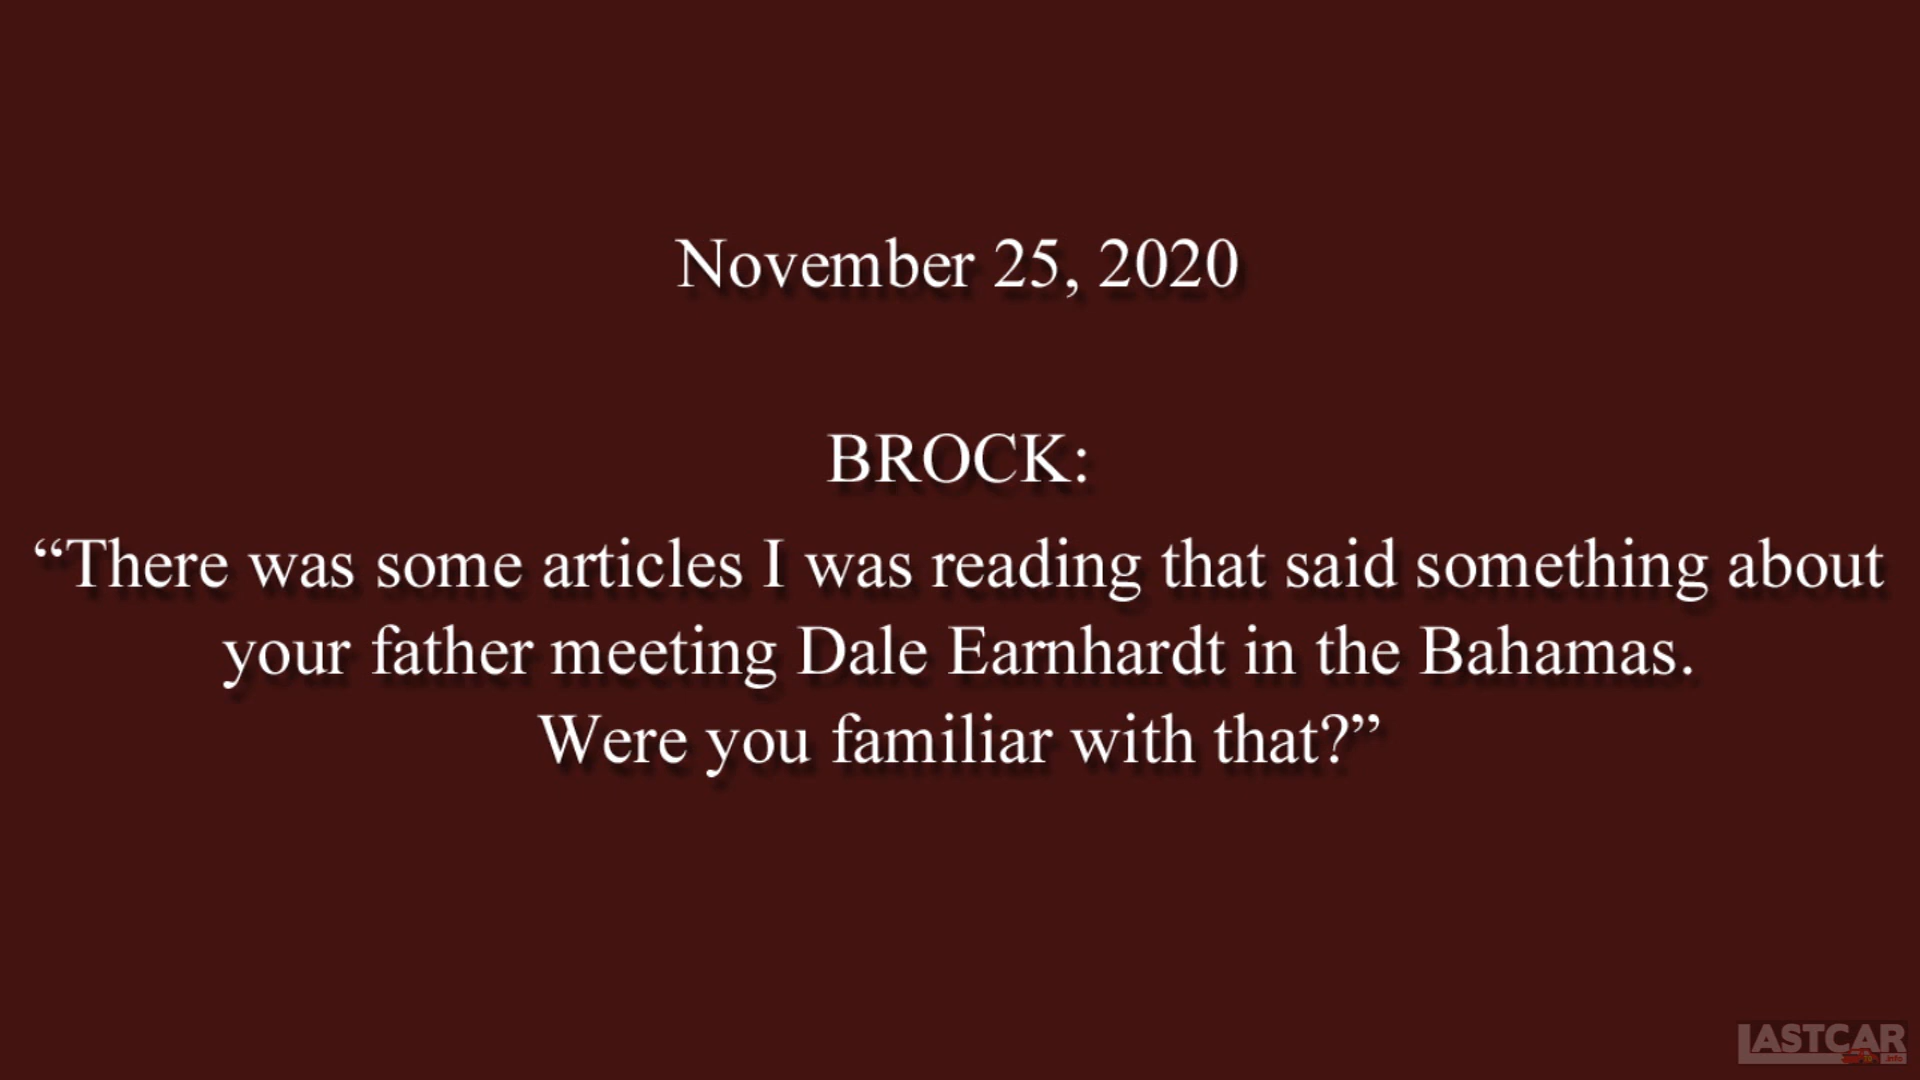 November 25, 2020
BROCK:
“There was some articles I was reading that said something about
your father meeting Dale Earnhardt in the Bahamas.
Were you familiar with that?”
LASTCAR
.info